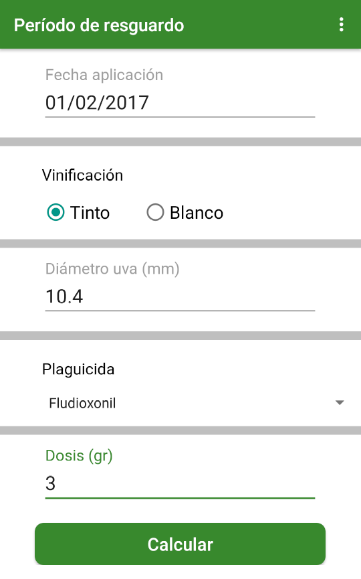 Período de resguardo
Fecha aplicación
01/02/2017
Vinificación
Tinto Blanco
Diámetro uva (mm)
10.4
Plaguicida
Fludioxonil
Dosis (gr)
3
Calcular